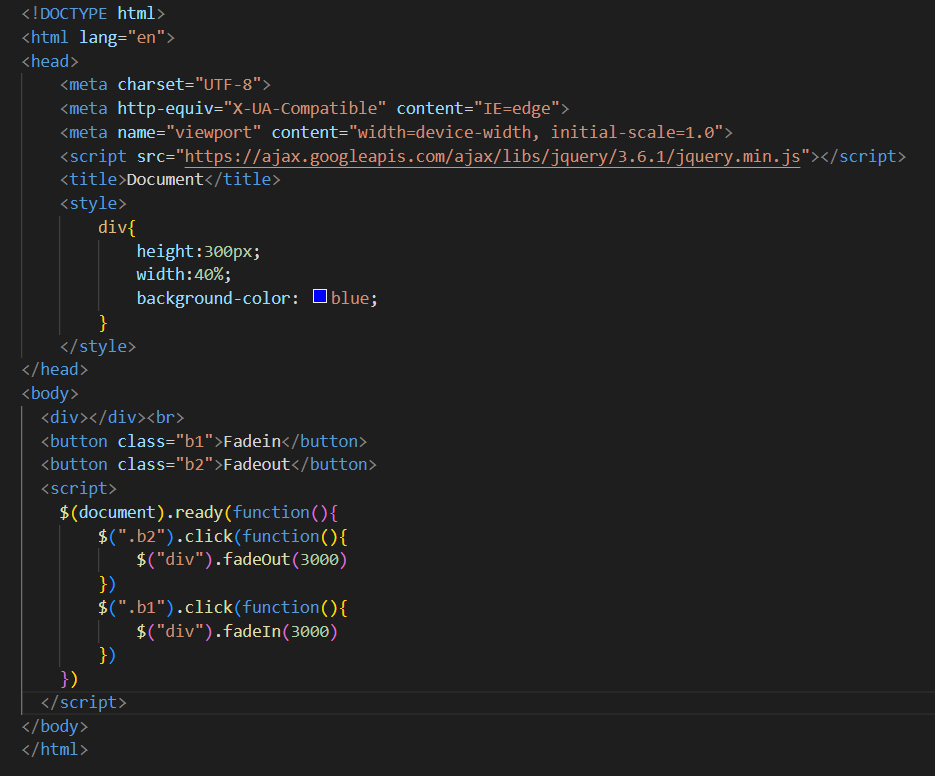 <!DOCTYPE html>
<html lang="en">
<head>
    <meta charset="UTF-8">
    <meta http-equiv="X-UA-Compatible" content="IE=edge">
    <meta name="viewport" content="width=device-width, initial-scale=1.0">
    <script src="https://ajax.googleapis.com/ajax/libs/jquery/3.6.1/jquery.min.js"></script>
    <title>Document</title>
    <style>
        div{
            height:300px;
            width:40%;
            background-color: blue;
        }
    </style>
</head>
<body>
  <div></div><br>
  <button class="b1">Fadein</button>
  <button class="b2">Fadeout</button>
  <script>
    $(document).ready(function(){
        $(".b2").click(function(){
            $("div").fadeOut(3000)
        })
        $(".b1").click(function(){
            $("div").fadeIn(3000)
        })
    })
  </script>
</body>
</html>